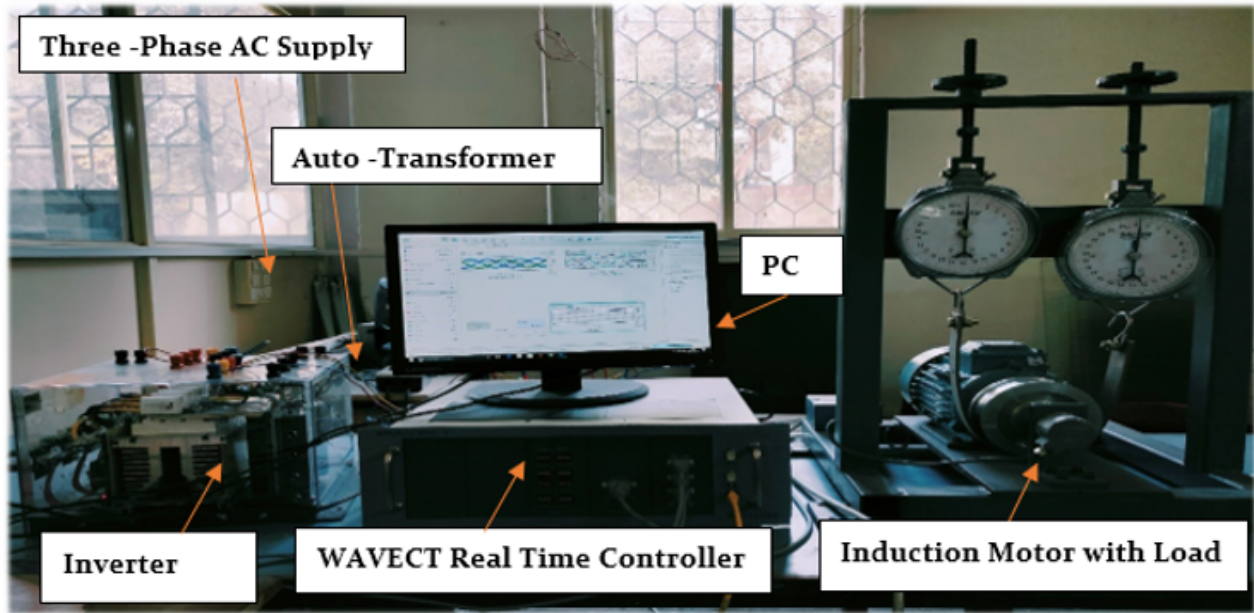 Three -Phase AC Supply
Auto -Transformer
PC
Inverter
WAVECT Real Time Controller
Induction Motor with Load